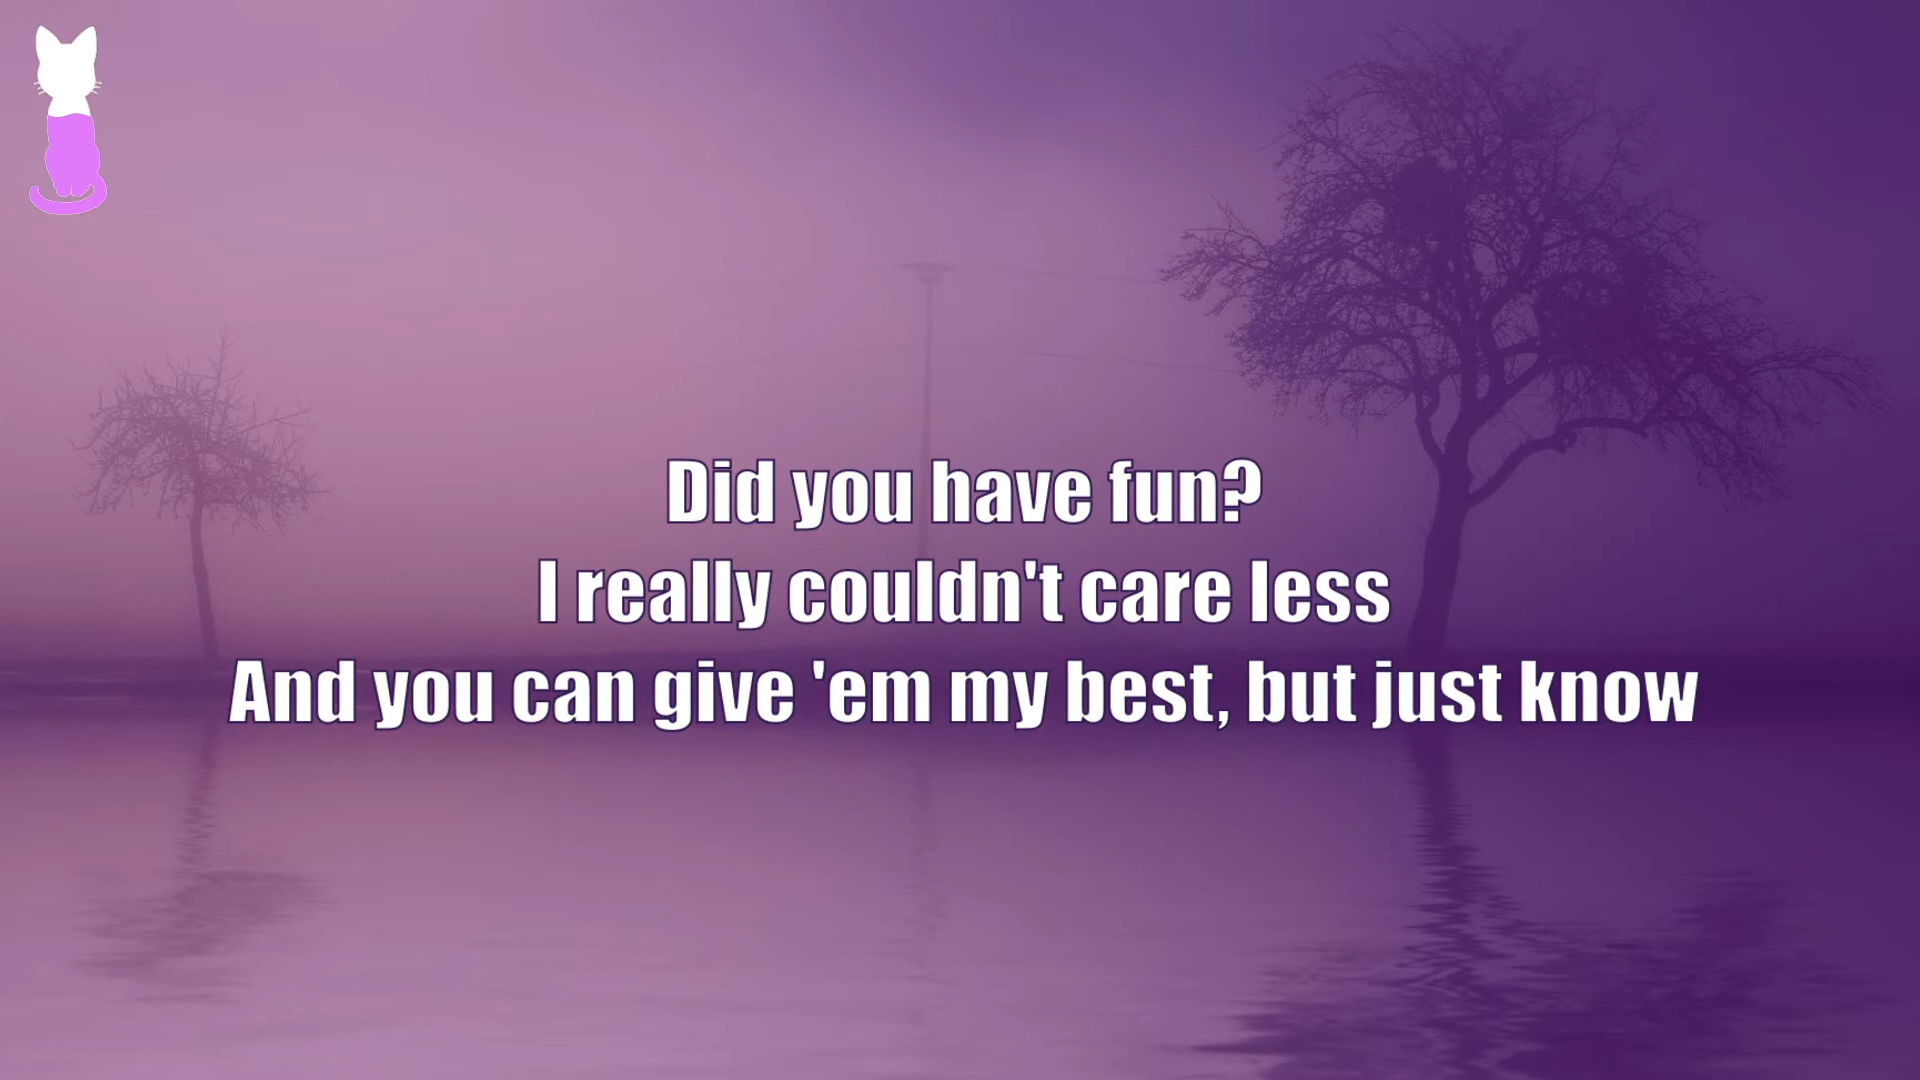 Did you have fun?
I really couldn't care less
And you can give 'em my best, but just know